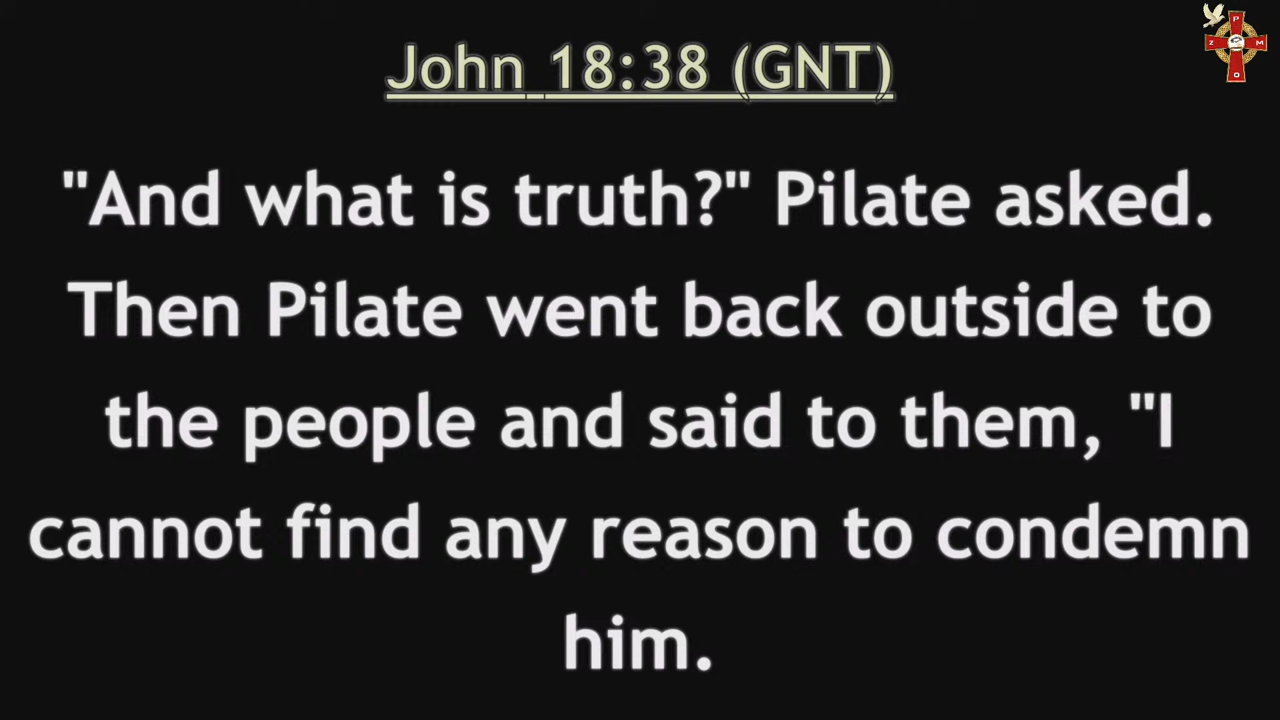 John 18:38 (GNT)
"And what is truth?" Pilate asked.
Then Pilate went back outside to
the people and said to them, "I
cannot find any reason to condemn
him.
P
Z M
O